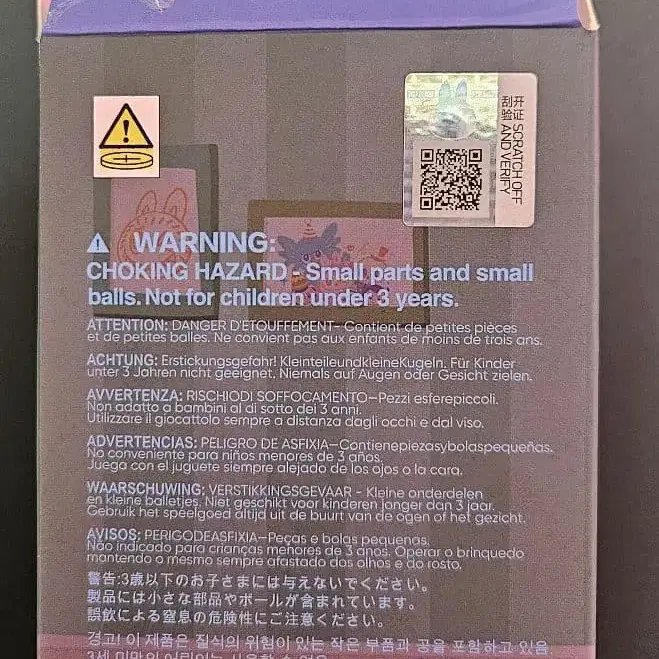 开证 SCRATCH OFF
刮验 AND VERIFY
WARNING:
CHOKING HAZARD - Small parts and small
balls. Not for children under 3 years.
ATTENTION: DANGER D'ETOUFFEMENT- Contient de petites pièces
et de petites balles. Ne convient pas aux enfants de moins de trois ans.
ACHTUNG: Erstickungsgefahr! KleinteileundkleineKugeln. Für Kinder
unter 3 Jahren nicht geeignet. Niemals auf Augen oder Gesicht zielen.
AVVERTENZA: RISCHIODI SOFFOCAMENTO-Pezzi esferepiccoli.
Non adatto a bambini al di sotto dei 3 anni.
Utilizzare il giocattolo sempre a distanza dagli occhi e dal viso.
ADVERTENCIAS: PELIGRO DE ASFIXIA-Contienepiezasybolaspequeñas.
No conveniente para niños menores de 3 años.
Juega con el juguete siempre alejado de los ojos o la cara.
WAARSCHUWING: VERSTIKKINGSGEVAAR - Kleine onderdelen
en kleine balletjes. Niet geschikt voor kinderen jonger dan 3 jaar.
Gebruik het speelgoed altijd uit de buurt van de ogen of het gezicht.
AVISOS: PERIGODEASFIXIA-Peças e bolas pequenas.
Não indicado para crianças menores de 3 anos. Operar o brinquedo
mantendo a mesmo sempre afastado dos olhos e do rosto.
警告:3歳以下のお子さまには与えないでください。
製品には小さな部品やボールが含まれています。
誤飲による窒息の危険性にご注意ください。
경고! 이 제품은 질식의 위험이 있는 작은 부품과 공을 포함하고 있음.